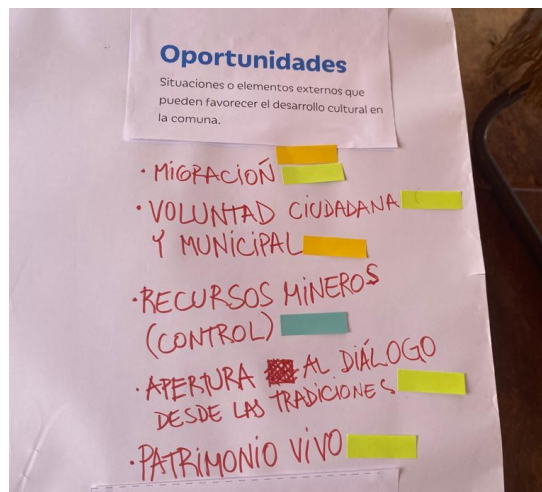 Oportunidades
Situaciones o elementos externos que
pueden favorecer el desarrollo cultural en
la comuna.
· MIGRACIOÑ
· VOLUNTAD CIUDADANA
Y MUNICIPAL
· RECURSOS MINEROS
(CONTROL)
· APERTURA AL DIÁLOGO
DESDE LAS TRADICIONES
· PATRIMONIO VIVO